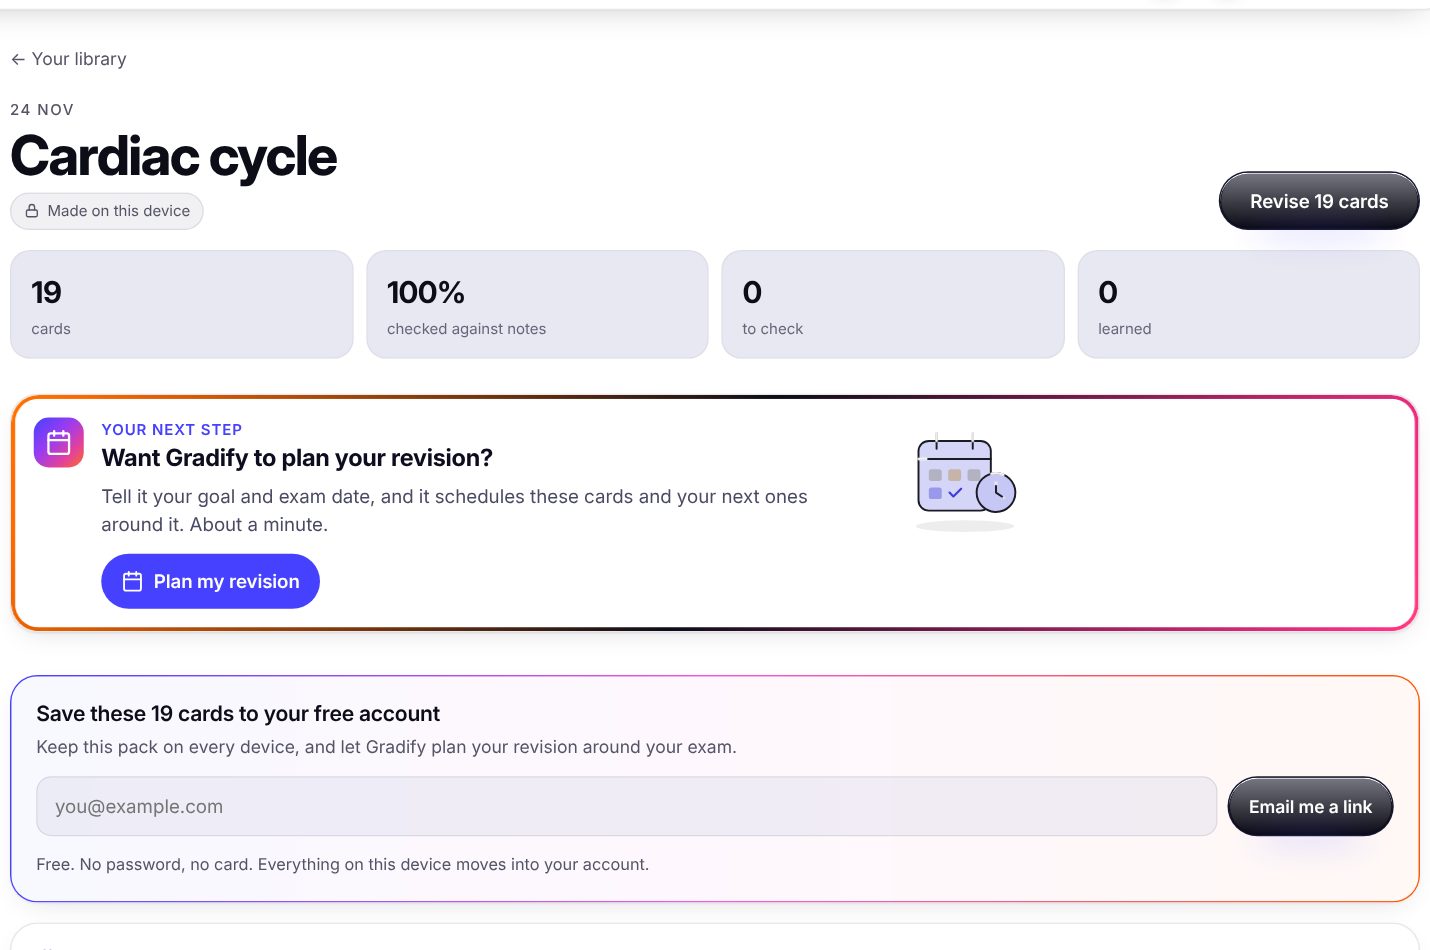 ← Your library
24 NOV
Cardiac cycle
Made on this device
Revise 19 cards
19
cards
100%
checked against notes
0
to check
0
learned
YOUR NEXT STEP
Want Gradify to plan your revision?
Tell it your goal and exam date, and it schedules these cards and your next ones
around it. About a minute.
Plan my revision
Save these 19 cards to your free account
Keep this pack on every device, and let Gradify plan your revision around your exam.
you@example.com
Email me a link
Free. No password, no card. Everything on this device moves into your account.